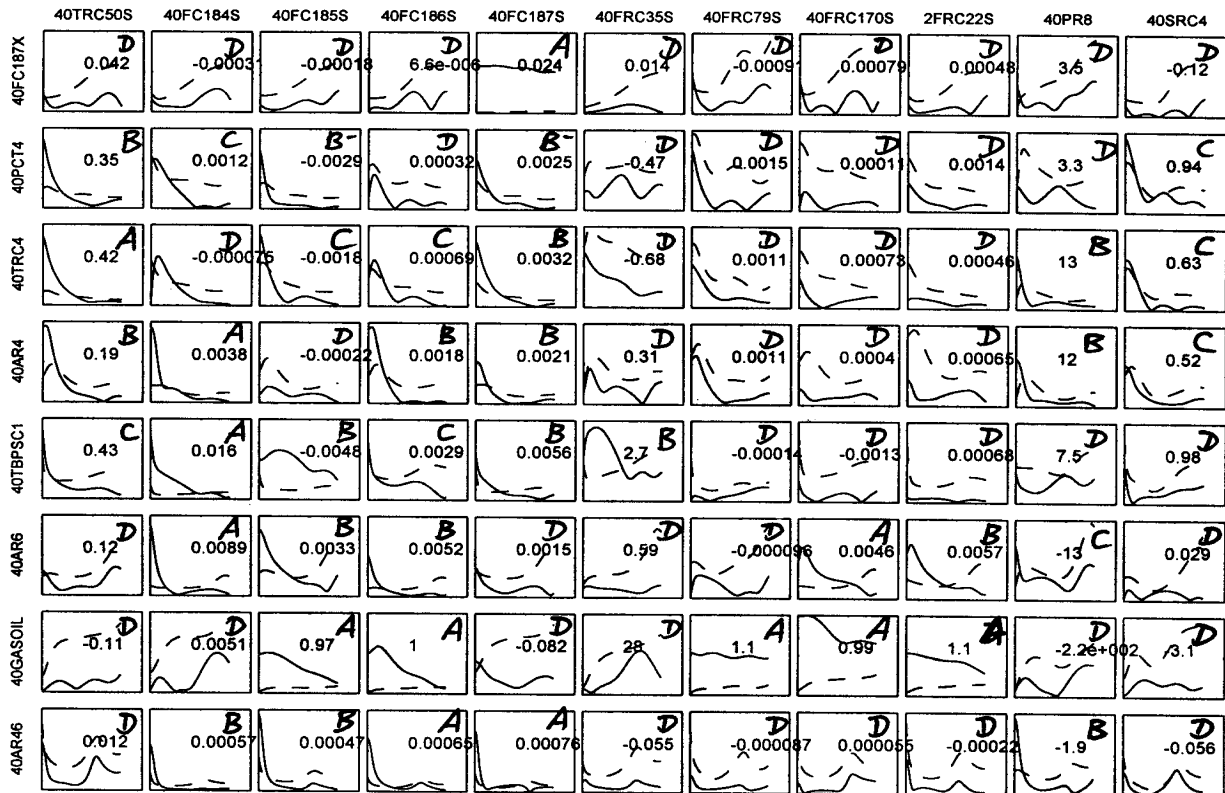 40TRC50S 40FC184S 40FC185S 40FC186S 40FC187S 40FRC35S 40FRC79S 40FRC170S 2FRC22S 40PR8 40SRC4
D D D D A D D D D D D
40FC187X 0.042 -0.00031 -0.00018 6.6e-006 0.024 0.014 -0.00091 0.00079 0.00048 3.5 -0.12
B C B- D B- D D D D D C
40PCT4 0.35 0.0012 -0.0029 0.00032 0.0025 -0.47 0.0015 0.00011 0.0014 3.3 0.94
A D C C B D D D D B C
40TRC4 0.42 -0.000075 -0.0018 0.00069 0.0032 -0.68 0.0011 0.00073 0.00046 13 0.63
B A D B B D D D D B C
40AR4 0.19 0.0038 -0.00022 0.0018 0.0021 0.31 0.0011 0.0004 0.00065 12 0.52
C A B C B B D D D D D
40TBPSC1 0.43 0.016 -0.0048 0.0029 0.0056 2.7 -0.00014 -0.0013 0.00068 7.5 0.98
D A B B D D D A B C D
40AR6 0.12 0.0089 0.0033 0.0052 0.0015 0.59 -0.000096 0.0046 0.0057 -13 0.029
D D A A D D A A A D D
40GASOIL -0.11 0.0051 0.97 1 -0.082 28 1.1 0.99 1.1 -2.2e+002 -3.1
D B B A A D D D D B D
40AR46 0.012 0.00057 0.00047 0.00065 0.00076 -0.055 -0.000087 0.000055 -0.00022 -1.9 -0.056